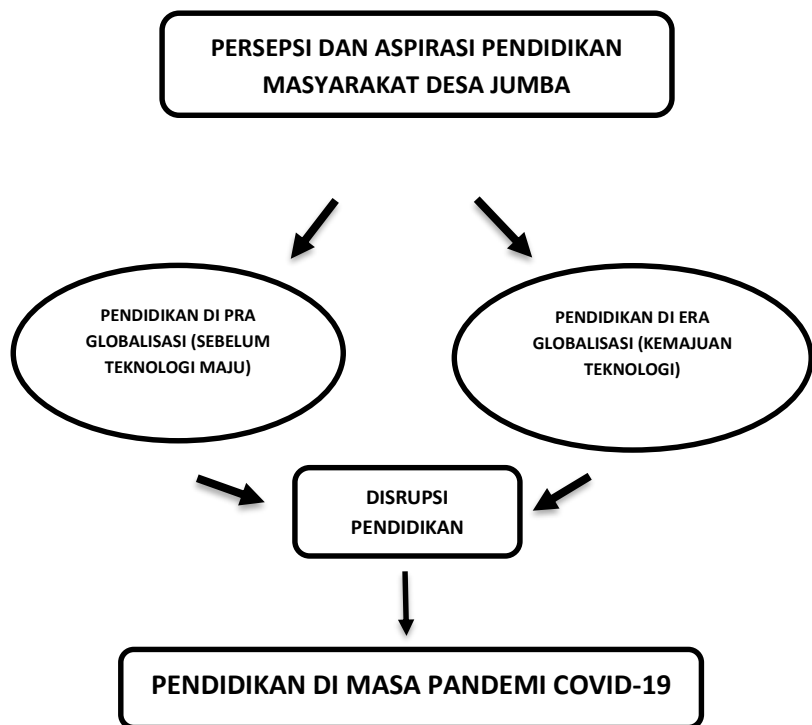 PERSEPSI DAN ASPIRASI PENDIDIKAN
MASYARAKAT DESA JUMBA
PENDIDIKAN DI PRA
GLOBALISASI (SEBELUM
TEKNOLOGI MAJU)
PENDIDIKAN DI ERA
GLOBALISASI (KEMAJUAN
TEKNOLOGI)
DISRUPSI
PENDIDIKAN
PENDIDIKAN DI MASA PANDEMI COVID-19